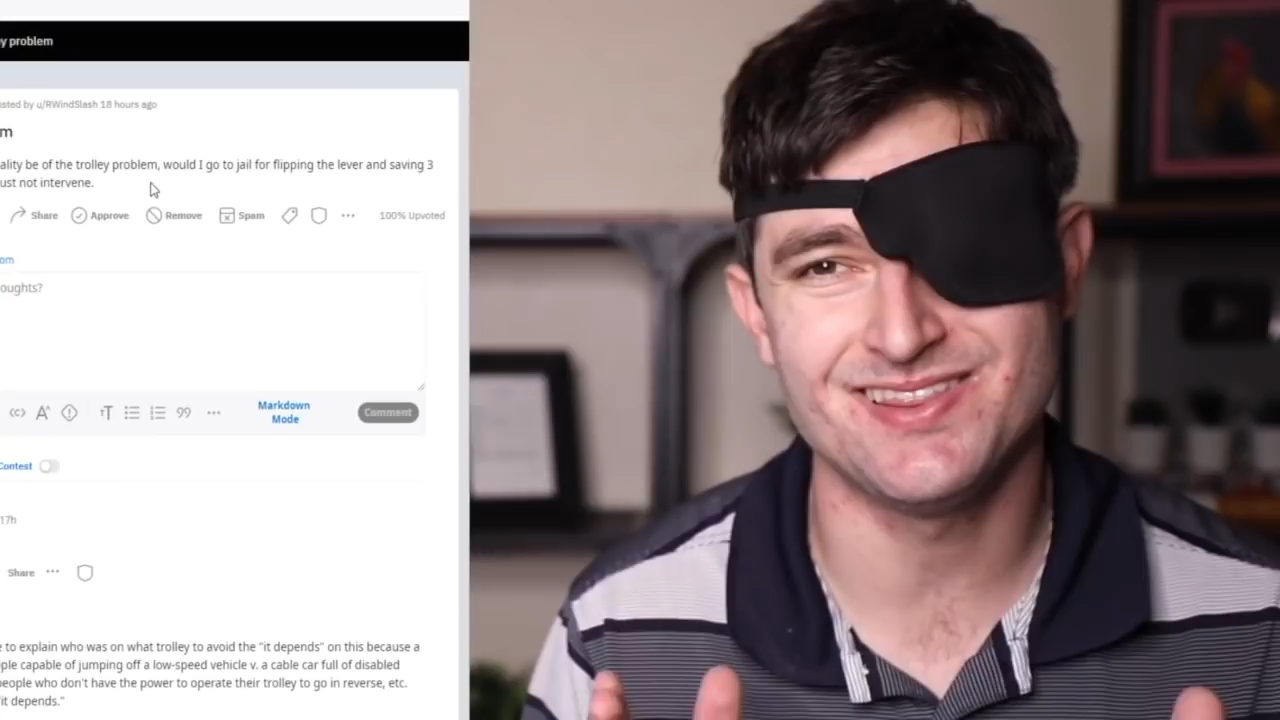 y problem
sted by u/RWindSlash 18 hours ago
m
ality be of the trolley problem, would I go to jail for flipping the lever and saving 3
ust not intervene.
Share Approve Remove Spam ··· 100% Upvoted
om
oughts?
99 ···
Markdown
Mode
Comment
Contest
17h
Share ···
e to explain who was on what trolley to avoid the "it depends" on this because a
ple capable of jumping off a low-speed vehicle v. a cable car full of disabled
people who don't have the power to operate their trolley to go in reverse, etc.
it depends."